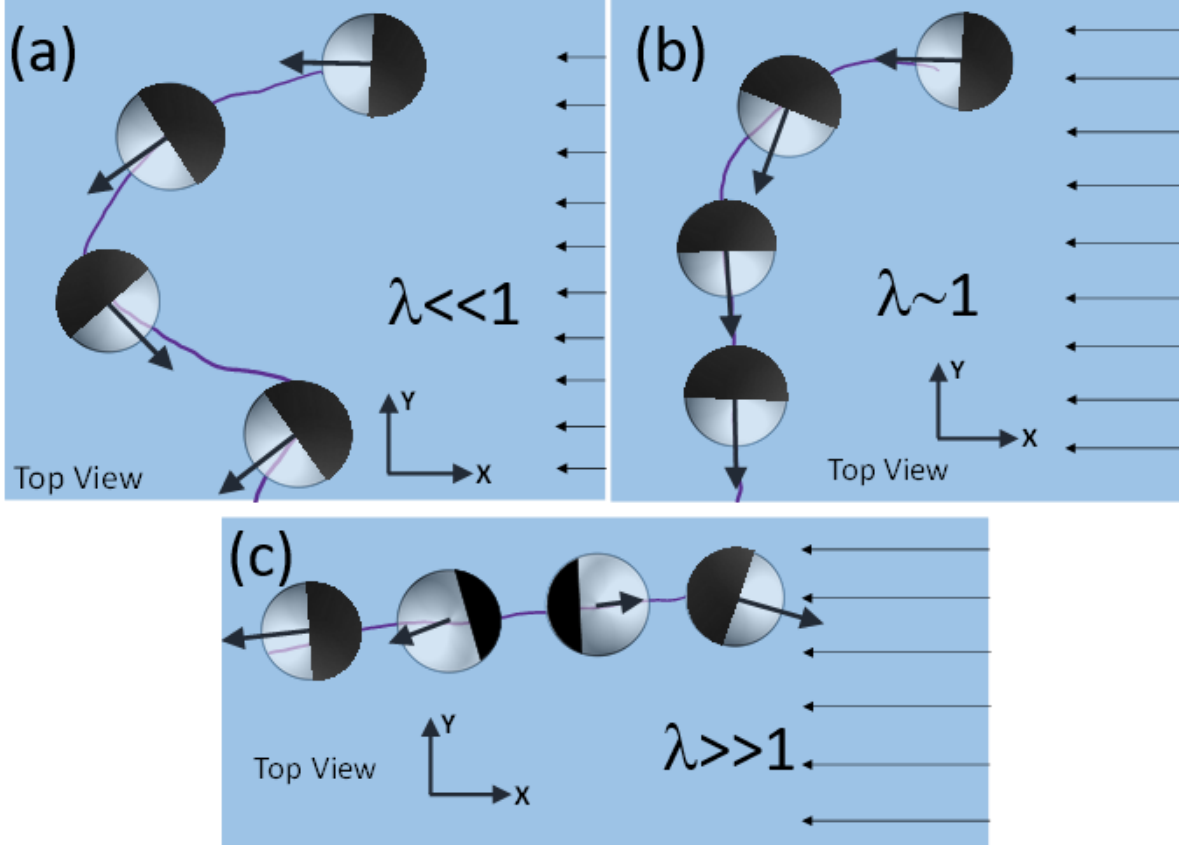 (a)
λ<<1
Y
X
Top View
(b)
λ~1
Y
X
Top View
(c)
λ>>1
Y
X
Top View